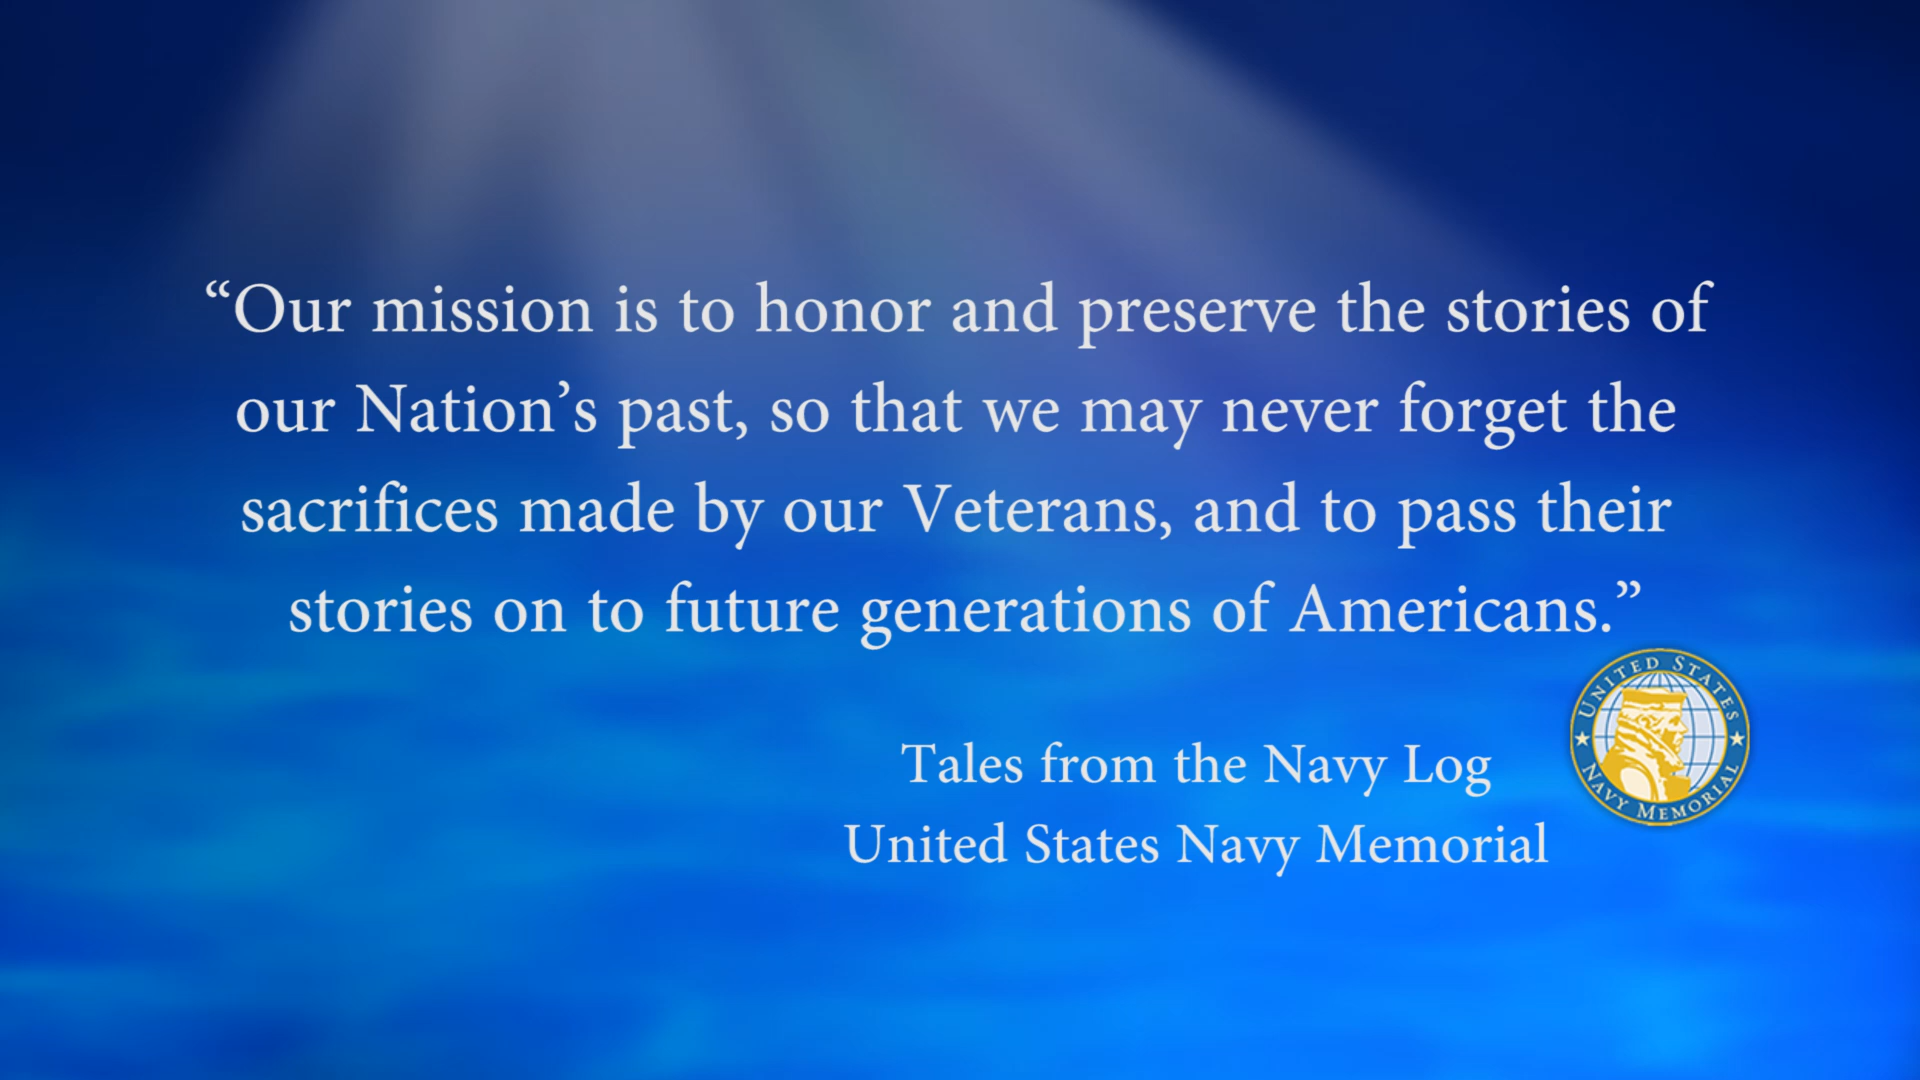 “Our mission is to honor and preserve the stories of
our Nation’s past, so that we may never forget the
sacrifices made by our Veterans, and to pass their
stories on to future generations of Americans.”
Tales from the Navy Log
United States Navy Memorial
UNITED STATES
NAVY MEMORIAL